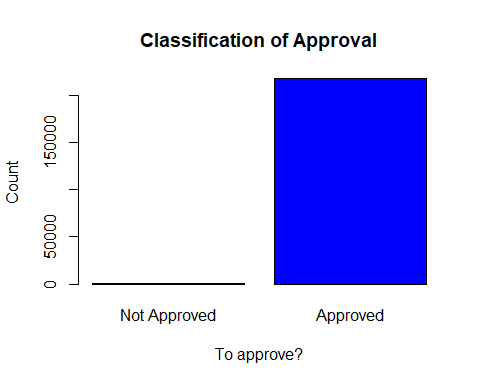 Classification of Approval
Count
150000
50000
0
Not Approved
Approved
To approve?